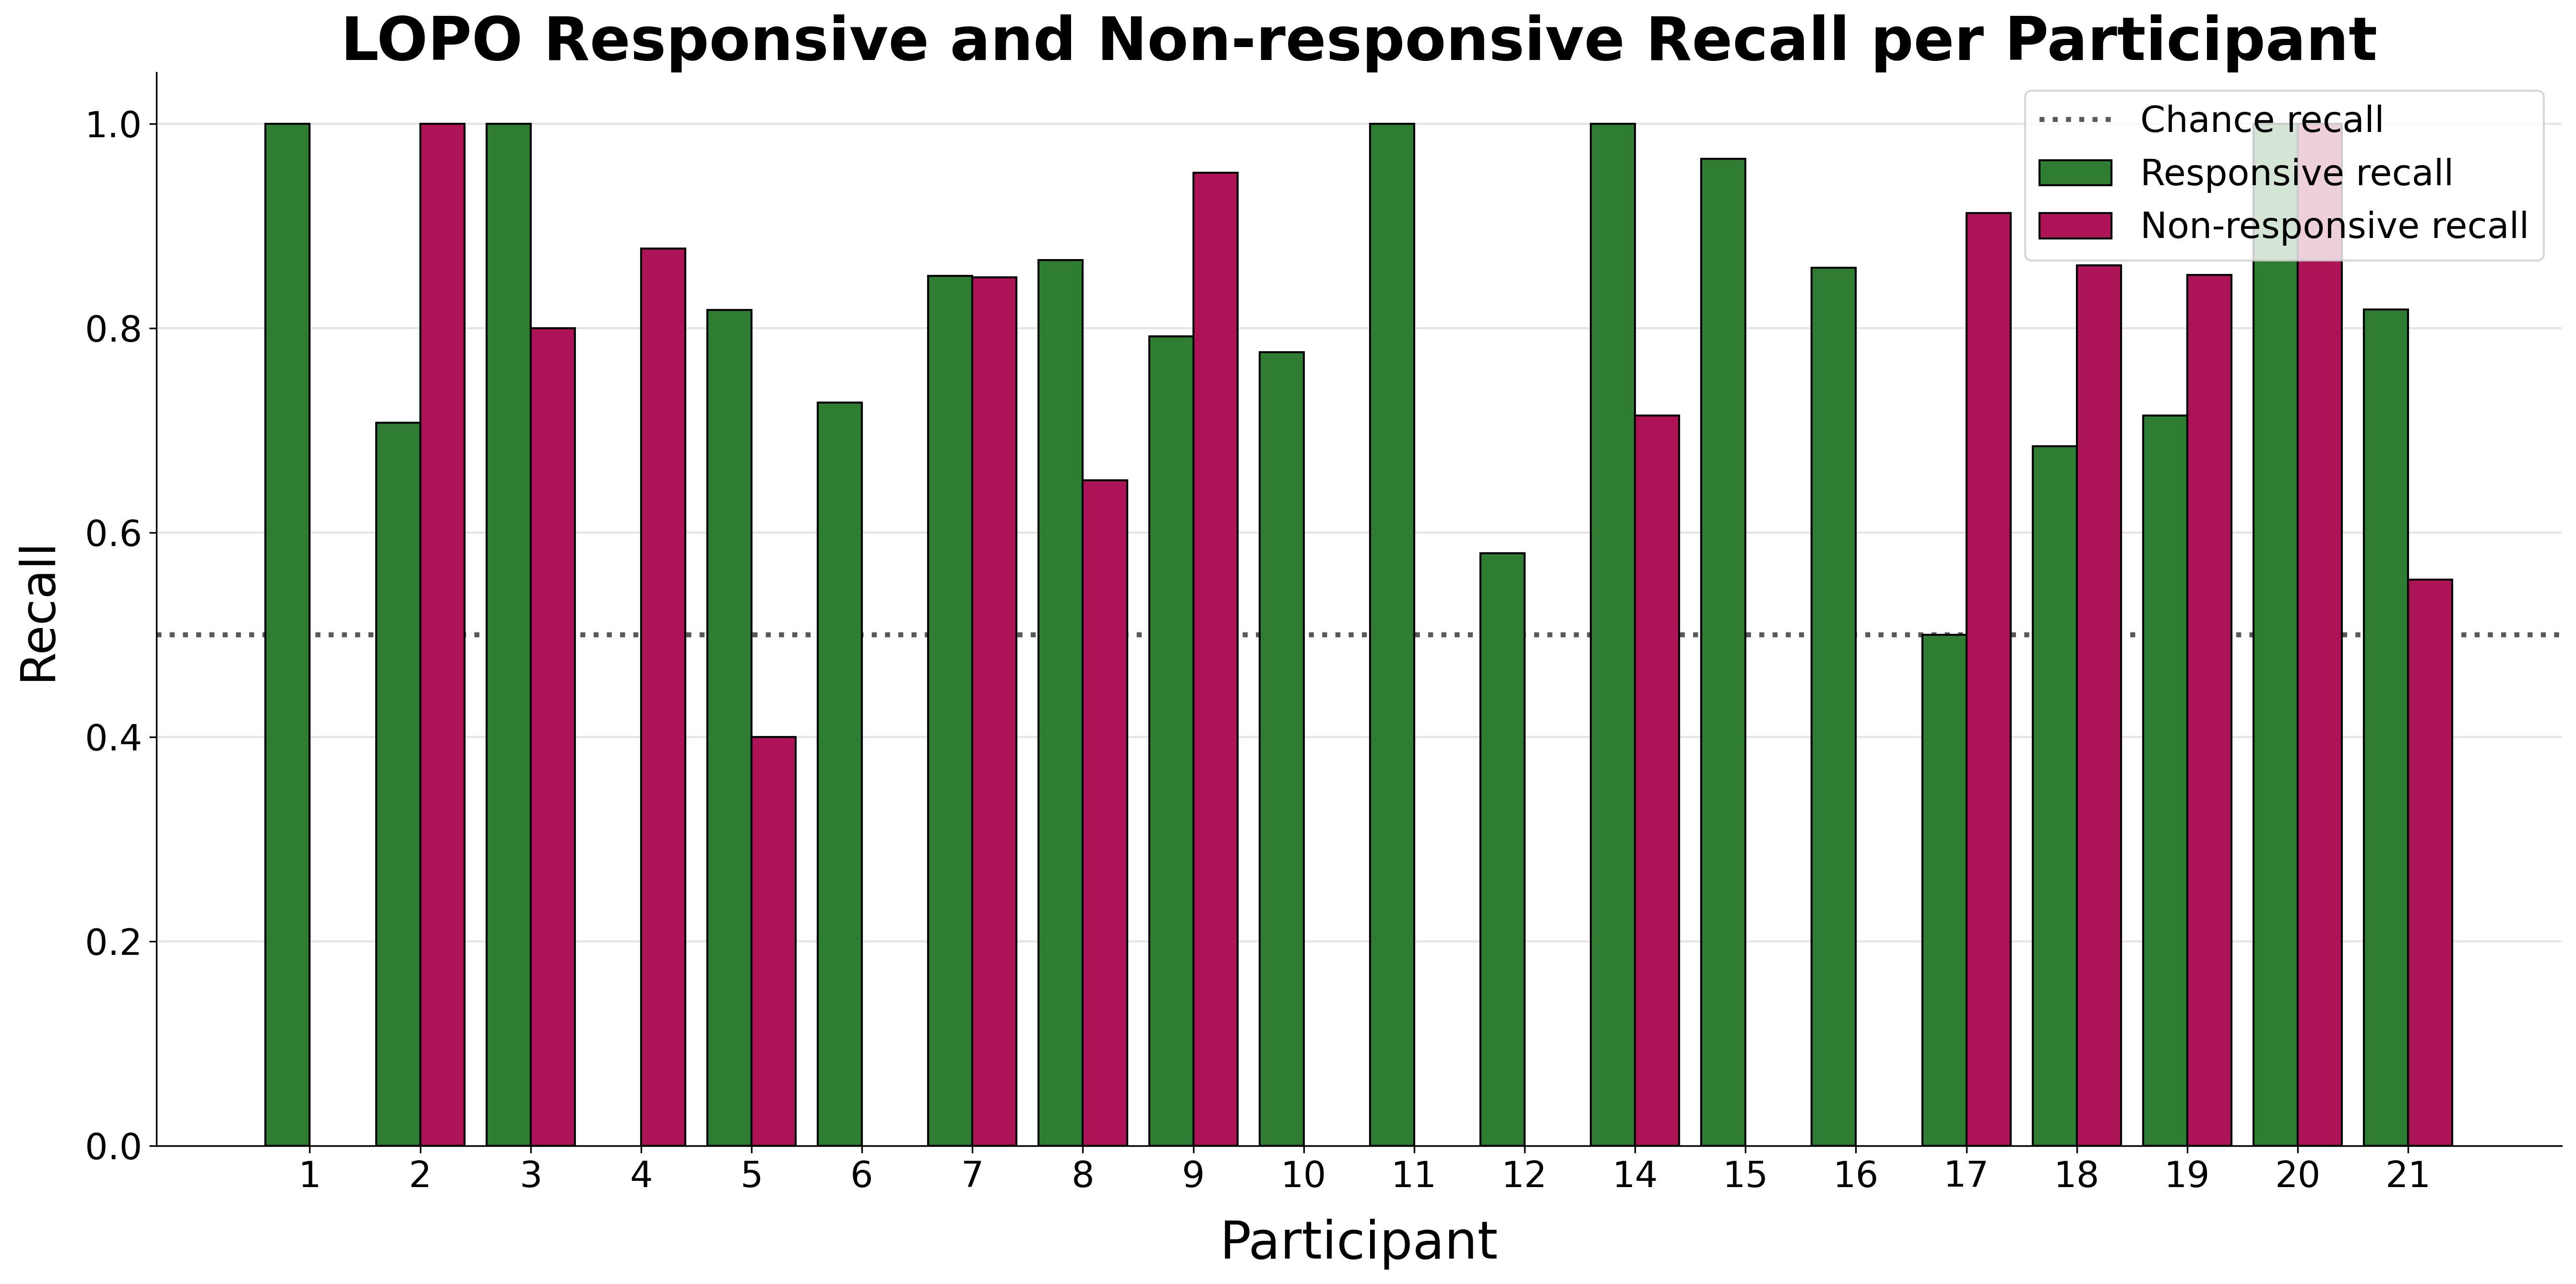 LOPO Responsive and Non-responsive Recall per Participant
Chance recall
Responsive recall
Non-responsive recall
1.0
0.8
0.6
0.4
0.2
0.0
Recall
1 2 3 4 5 6 7 8 9 10 11 12 14 15 16 17 18 19 20 21
Participant